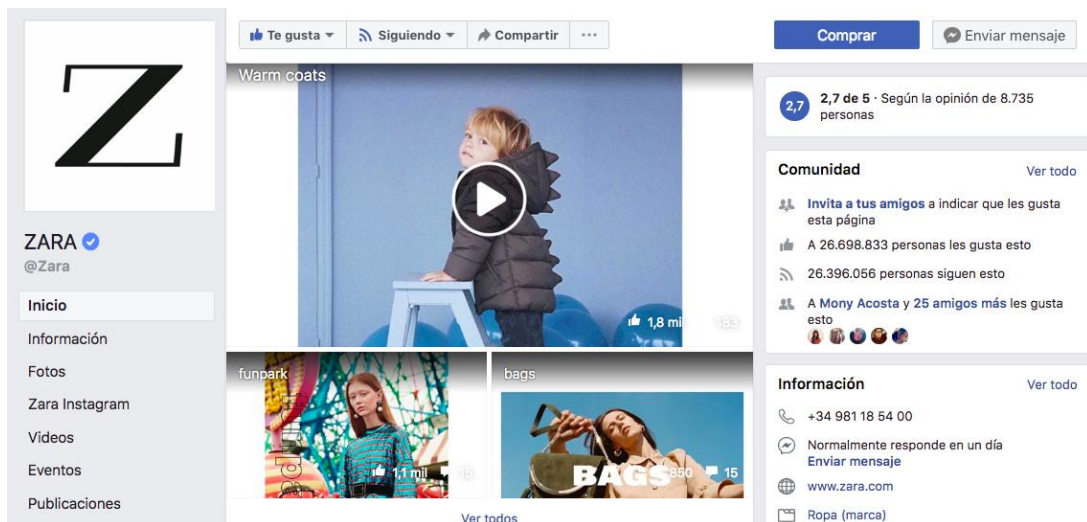 Z
ZARA
@Zara
Inicio
Información
Fotos
Zara Instagram
Videos
Eventos
Publicaciones
Te gusta
Siguiendo
Compartir
Comprar
Enviar mensaje
Warm coats
1,8 mil
183
funpark
1,1 mil
15
bags
BAGS
850
15
Ver todos
2,7
2,7 de 5 · Según la opinión de 8.735
personas
Comunidad
Ver todo
Invita a tus amigos a indicar que les gusta
esta página
A 26.698.833 personas les gusta esto
26.396.056 personas siguen esto
A Mony Acosta y 25 amigos más les gusta
esto
Información
Ver todo
+34 981 18 54 00
Normalmente responde en un día
Enviar mensaje
www.zara.com
Ropa (marca)